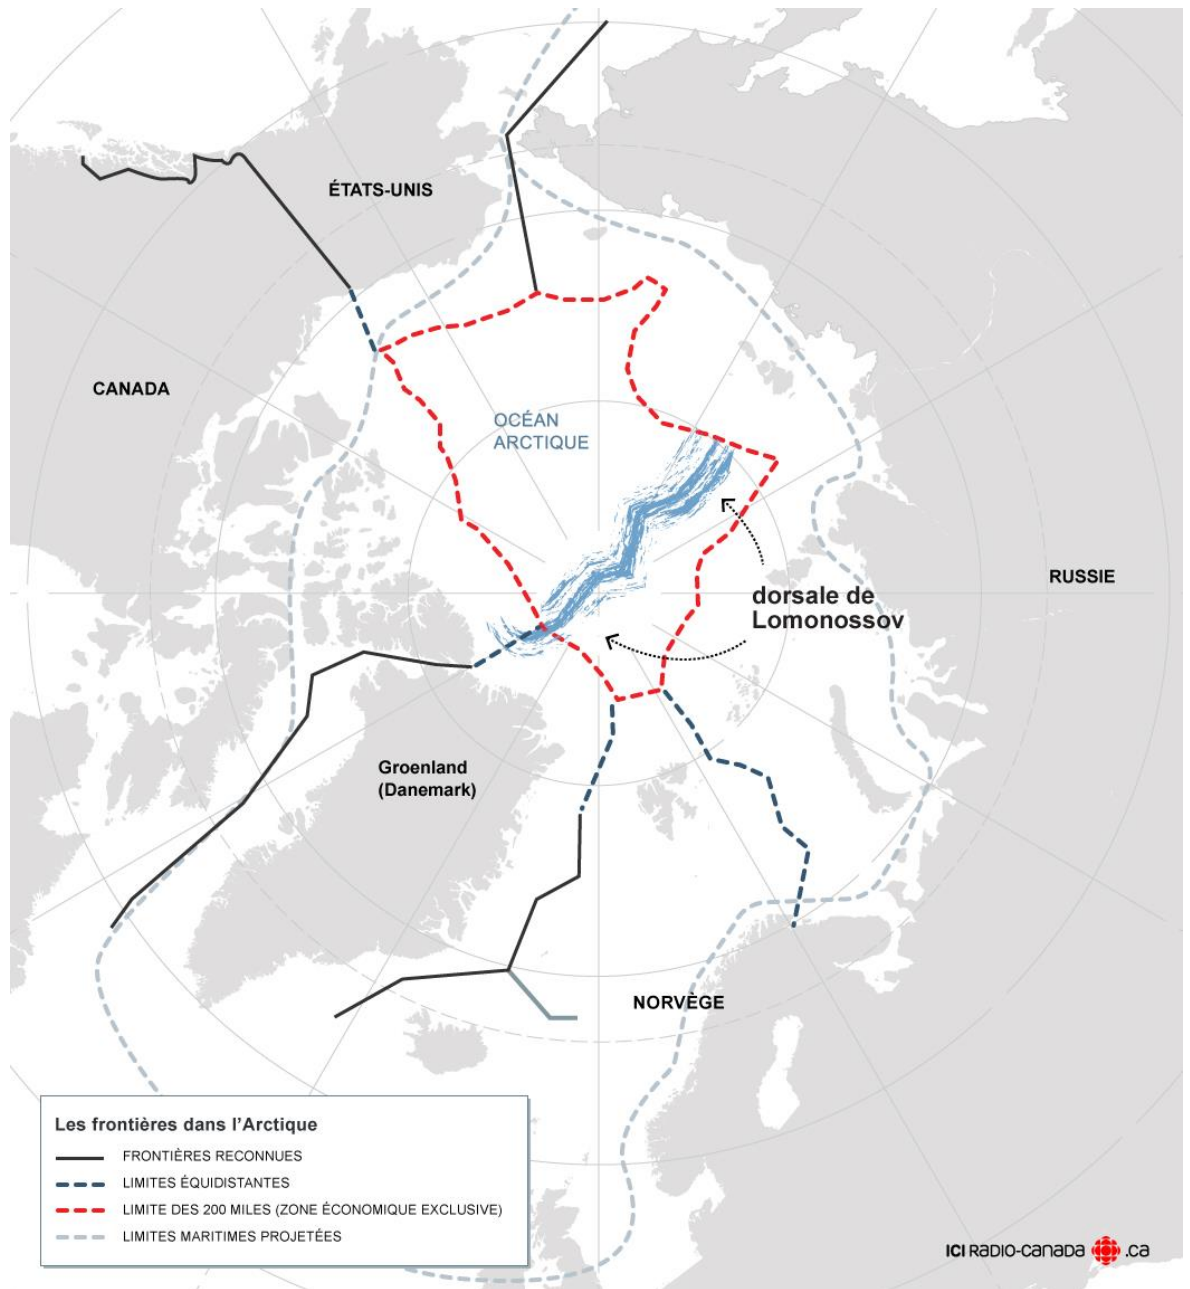 ÉTATS-UNIS
CANADA
OCÉAN
ARCTIQUE
RUSSIE
dorsale de
Lomonossov
Groenland
(Danemark)
NORVÈGE
Les frontières dans l'Arctique
FRONTIÈRES RECONNUES
LIMITES ÉQUIDISTANTES
LIMITE DES 200 MILES (ZONE ÉCONOMIQUE EXCLUSIVE)
LIMITES MARITIMES PROJETÉES
ICI RADIO-CANADA .ca